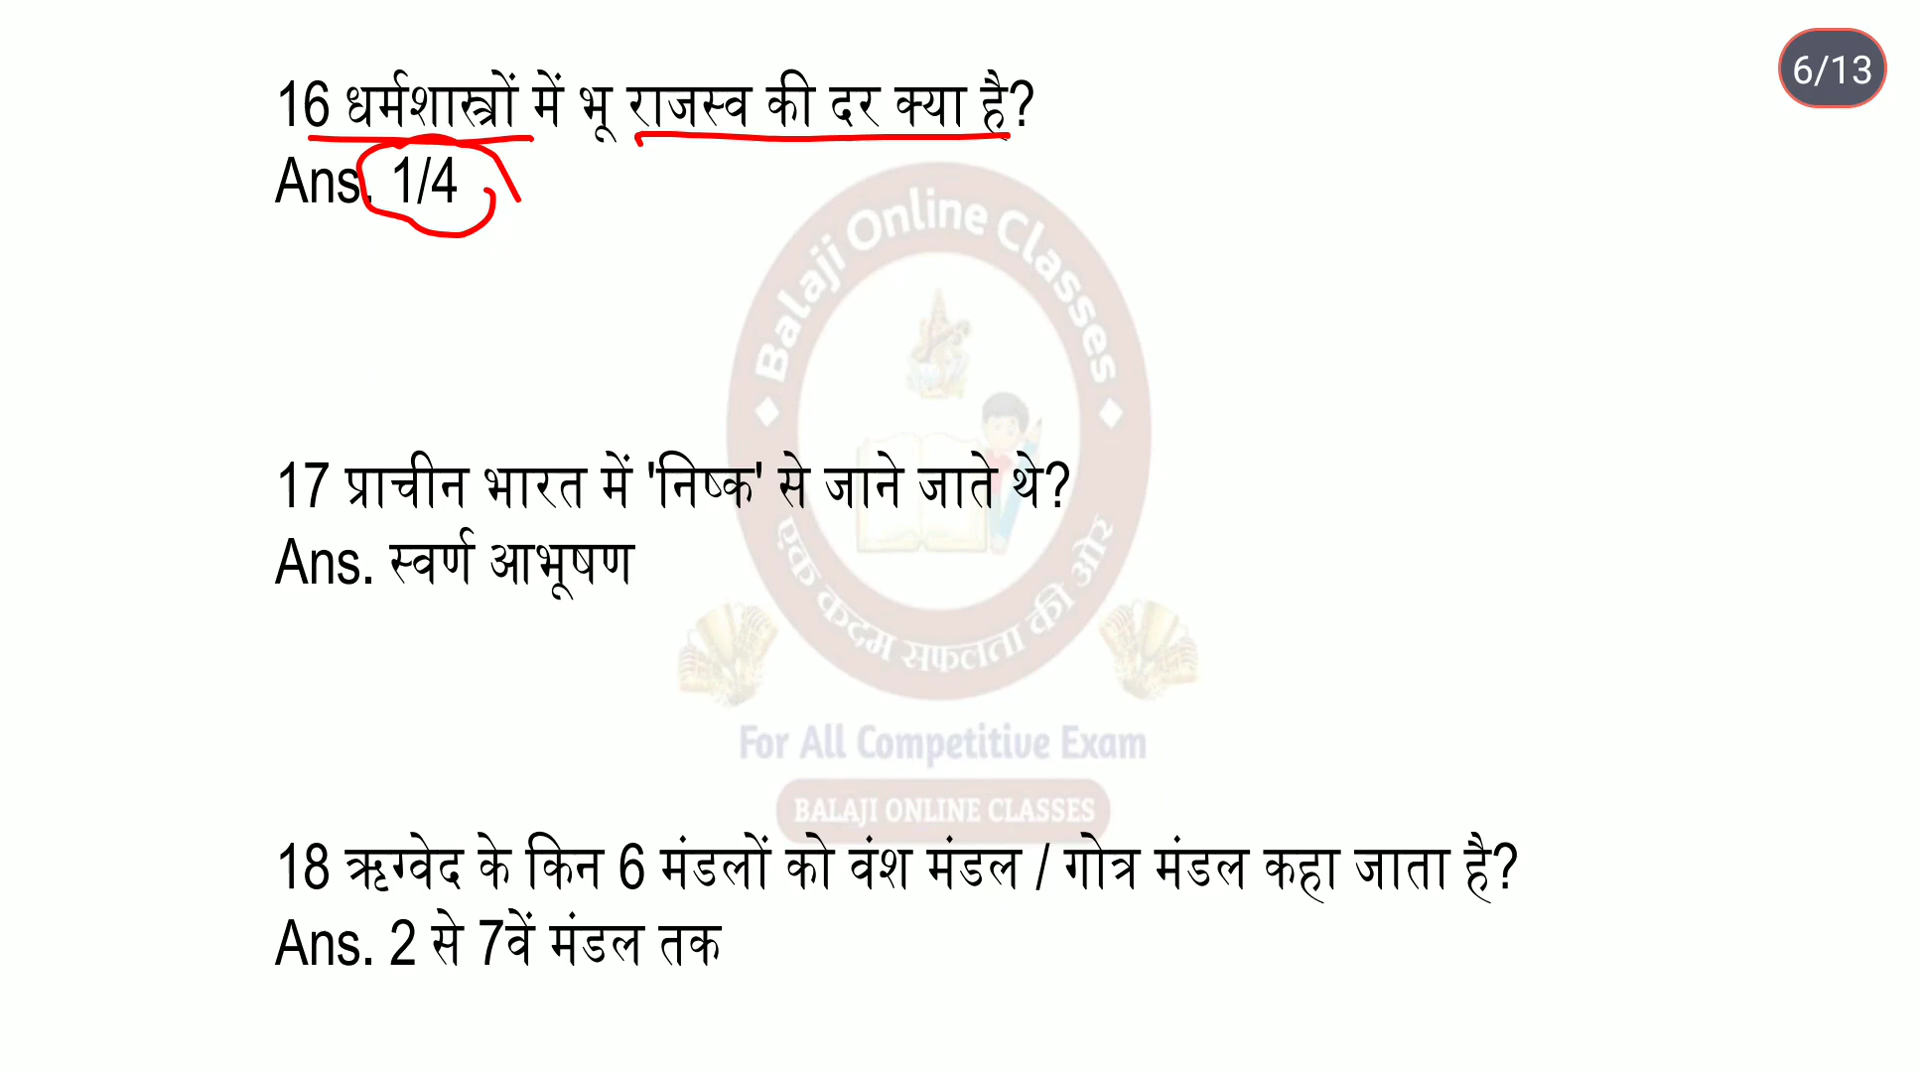 6/13
16 धर्मशास्त्रों में भू राजस्व की दर क्या है?
Ans. 1/4
Balaji Online Classes
17 प्राचीन भारत में 'निष्क' से जाने जाते थे?
Ans. स्वर्ण आभूषण
एक कदम सफलता की ओर
For All Competitive Exam
BALAJI ONLINE CLASSES
18 ऋग्वेद के किन 6 मंडलों को वंश मंडल / गोत्र मंडल कहा जाता है?
Ans. 2 से 7वें मंडल तक